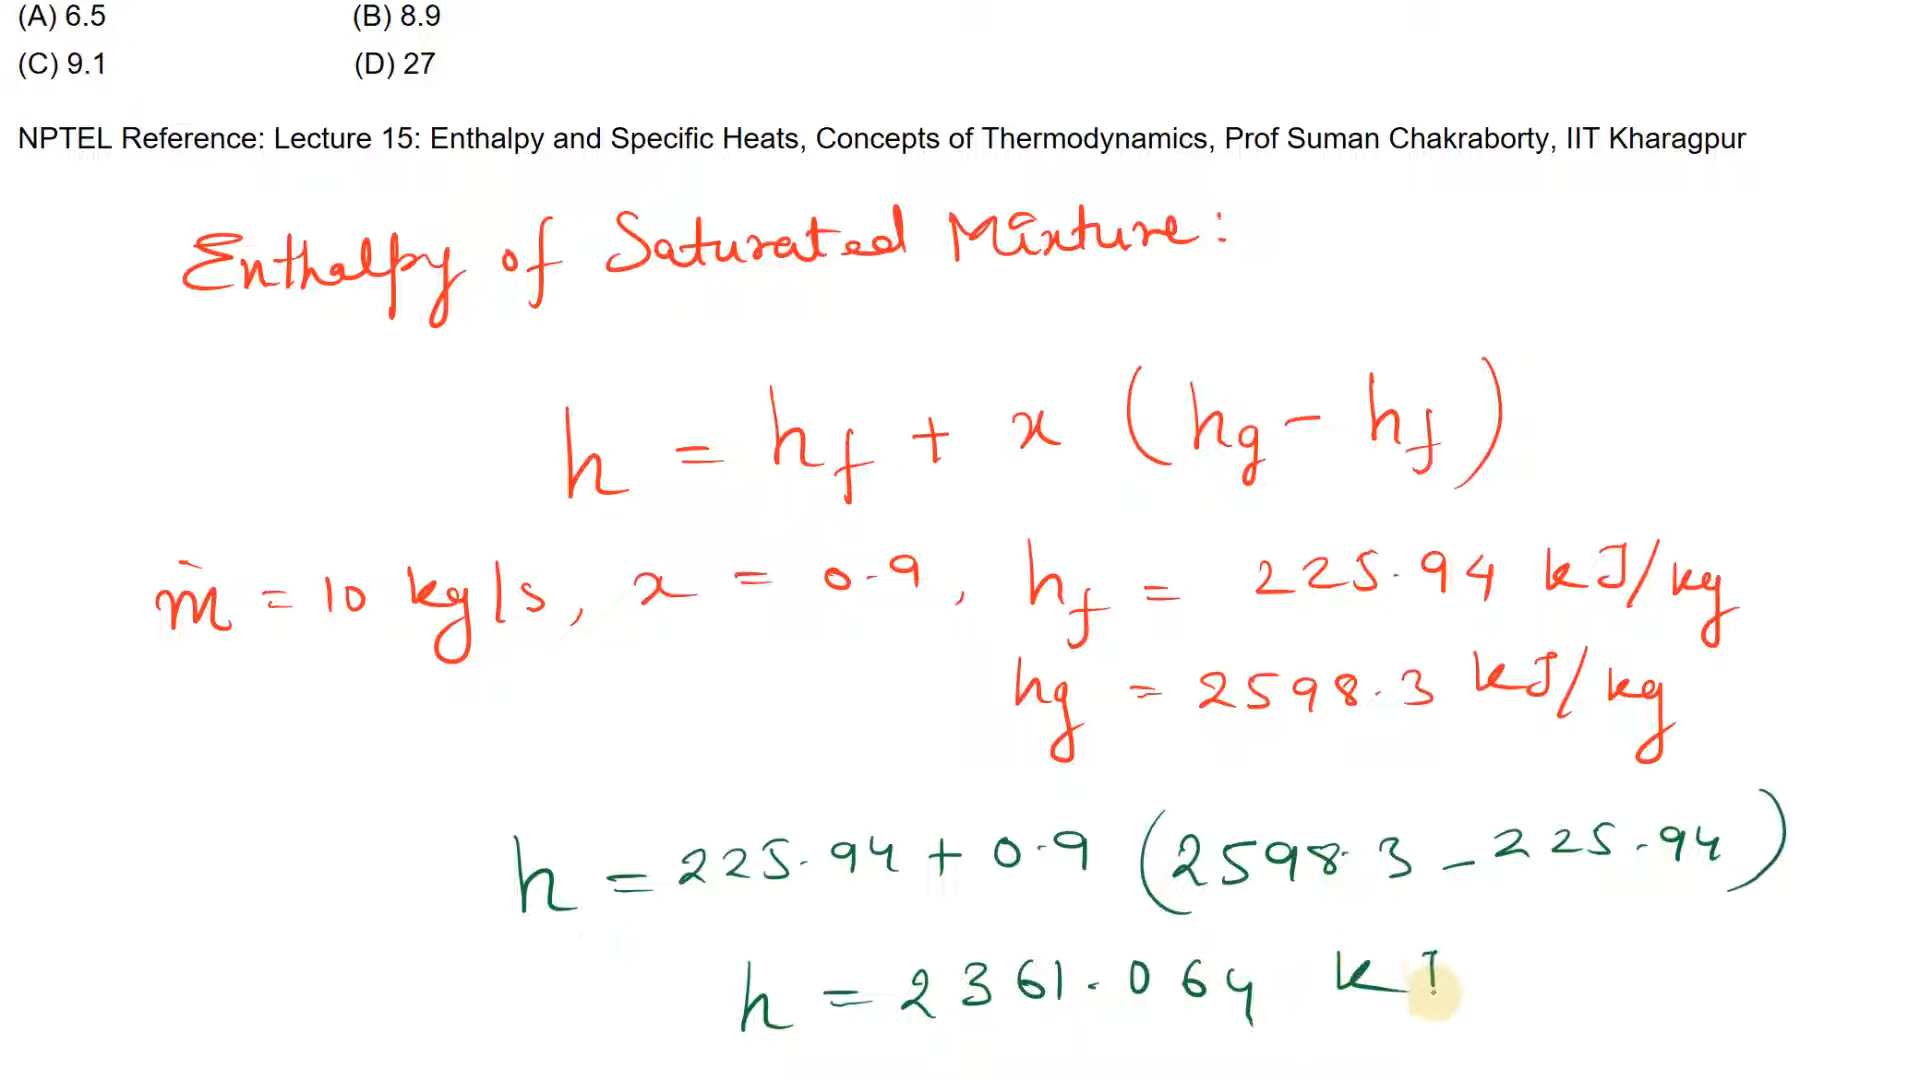 (A) 6.5 (B) 8.9
(C) 9.1 (D) 27
NPTEL Reference: Lecture 15: Enthalpy and Specific Heats, Concepts of Thermodynamics, Prof Suman Chakraborty, IIT Kharagpur
Enthalpy of Saturated Mixture:
h = hf + x (hg - hf)
ṁ = 10 kg/s, x = 0.9, hf = 225.94 kJ/kg
hg = 2598.3 kJ/kg
h = 225.94 + 0.9 (2598.3 - 225.94)
h = 2361.064 kJ